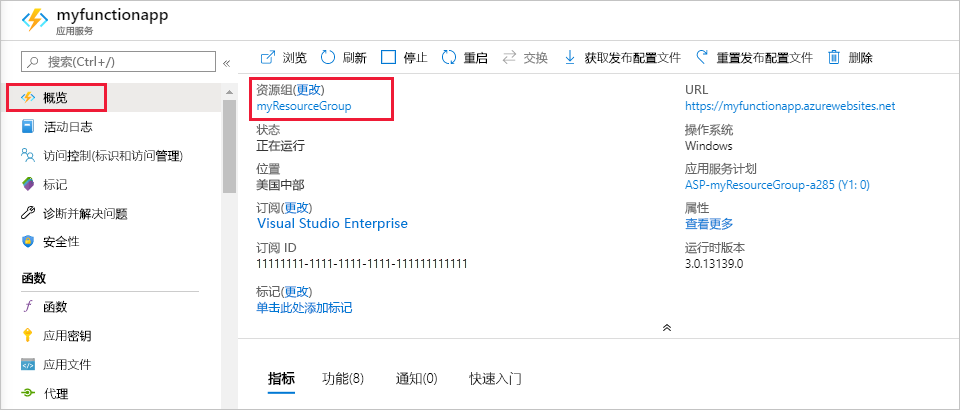 myfunctionapp
应用服务
搜索(Ctrl+/)
«
浏览 刷新 停止 重启 交换 获取发布配置文件 重置发布配置文件 删除
概览
活动日志
访问控制(标识和访问管理)
标记
诊断并解决问题
安全性
函数
函数
应用密钥
应用文件
代理
资源组(更改)
myResourceGroup
状态
正在运行
位置
美国中部
订阅(更改)
Visual Studio Enterprise
订阅 ID
11111111-1111-1111-1111-111111111111
标记(更改)
单击此处添加标记
URL
https://myfunctionapp.azurewebsites.net
操作系统
Windows
应用服务计划
ASP-myResourceGroup-a285 (Y1: 0)
属性
查看更多
运行时版本
3.0.13139.0
指标 功能(8) 通知(0) 快速入门